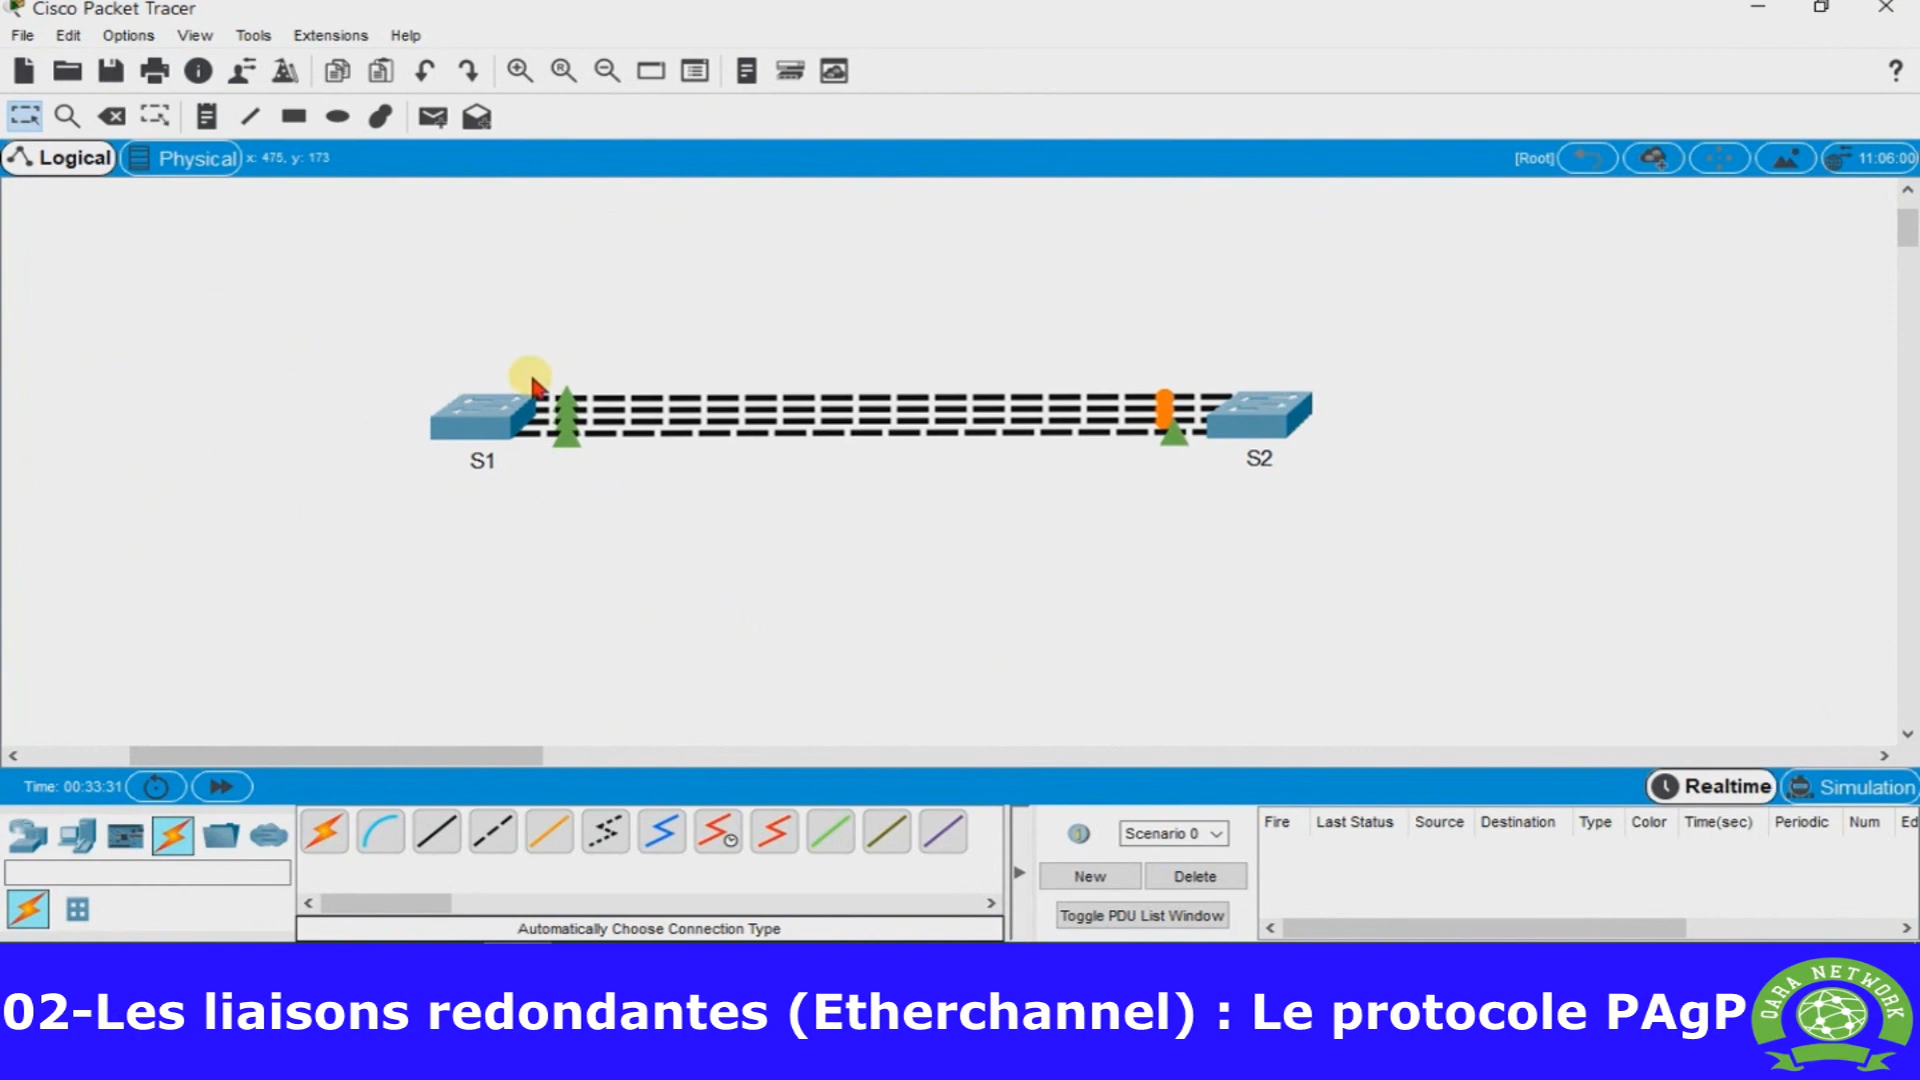 Cisco Packet Tracer
File Edit Options View Tools Extensions Help
?
Logical Physical x: 475, y: 173 [Root] 11:06:00
S1 S2
Time: 00:33:31 Realtime Simulation
Scenario 0 Fire Last Status Source Destination Type Color Time(sec) Periodic Num Ed
New Delete
Toggle PDU List Window
Automatically Choose Connection Type
02-Les liaisons redondantes (Etherchannel) : Le protocole PAgP
OARA NETWORK